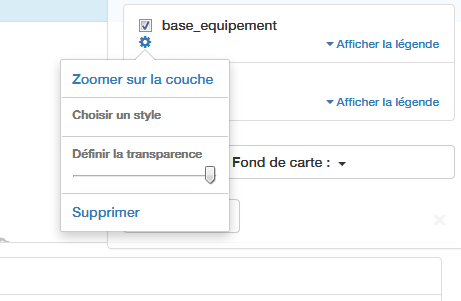 base_equipement
Afficher la légende
Zoomer sur la couche
Choisir un style
Afficher la légende
Définir la transparence
Fond de carte :
Supprimer